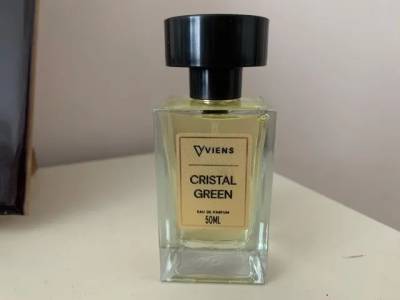 VIENS
CRISTAL
GREEN
EAU DE PARFUM
50ML